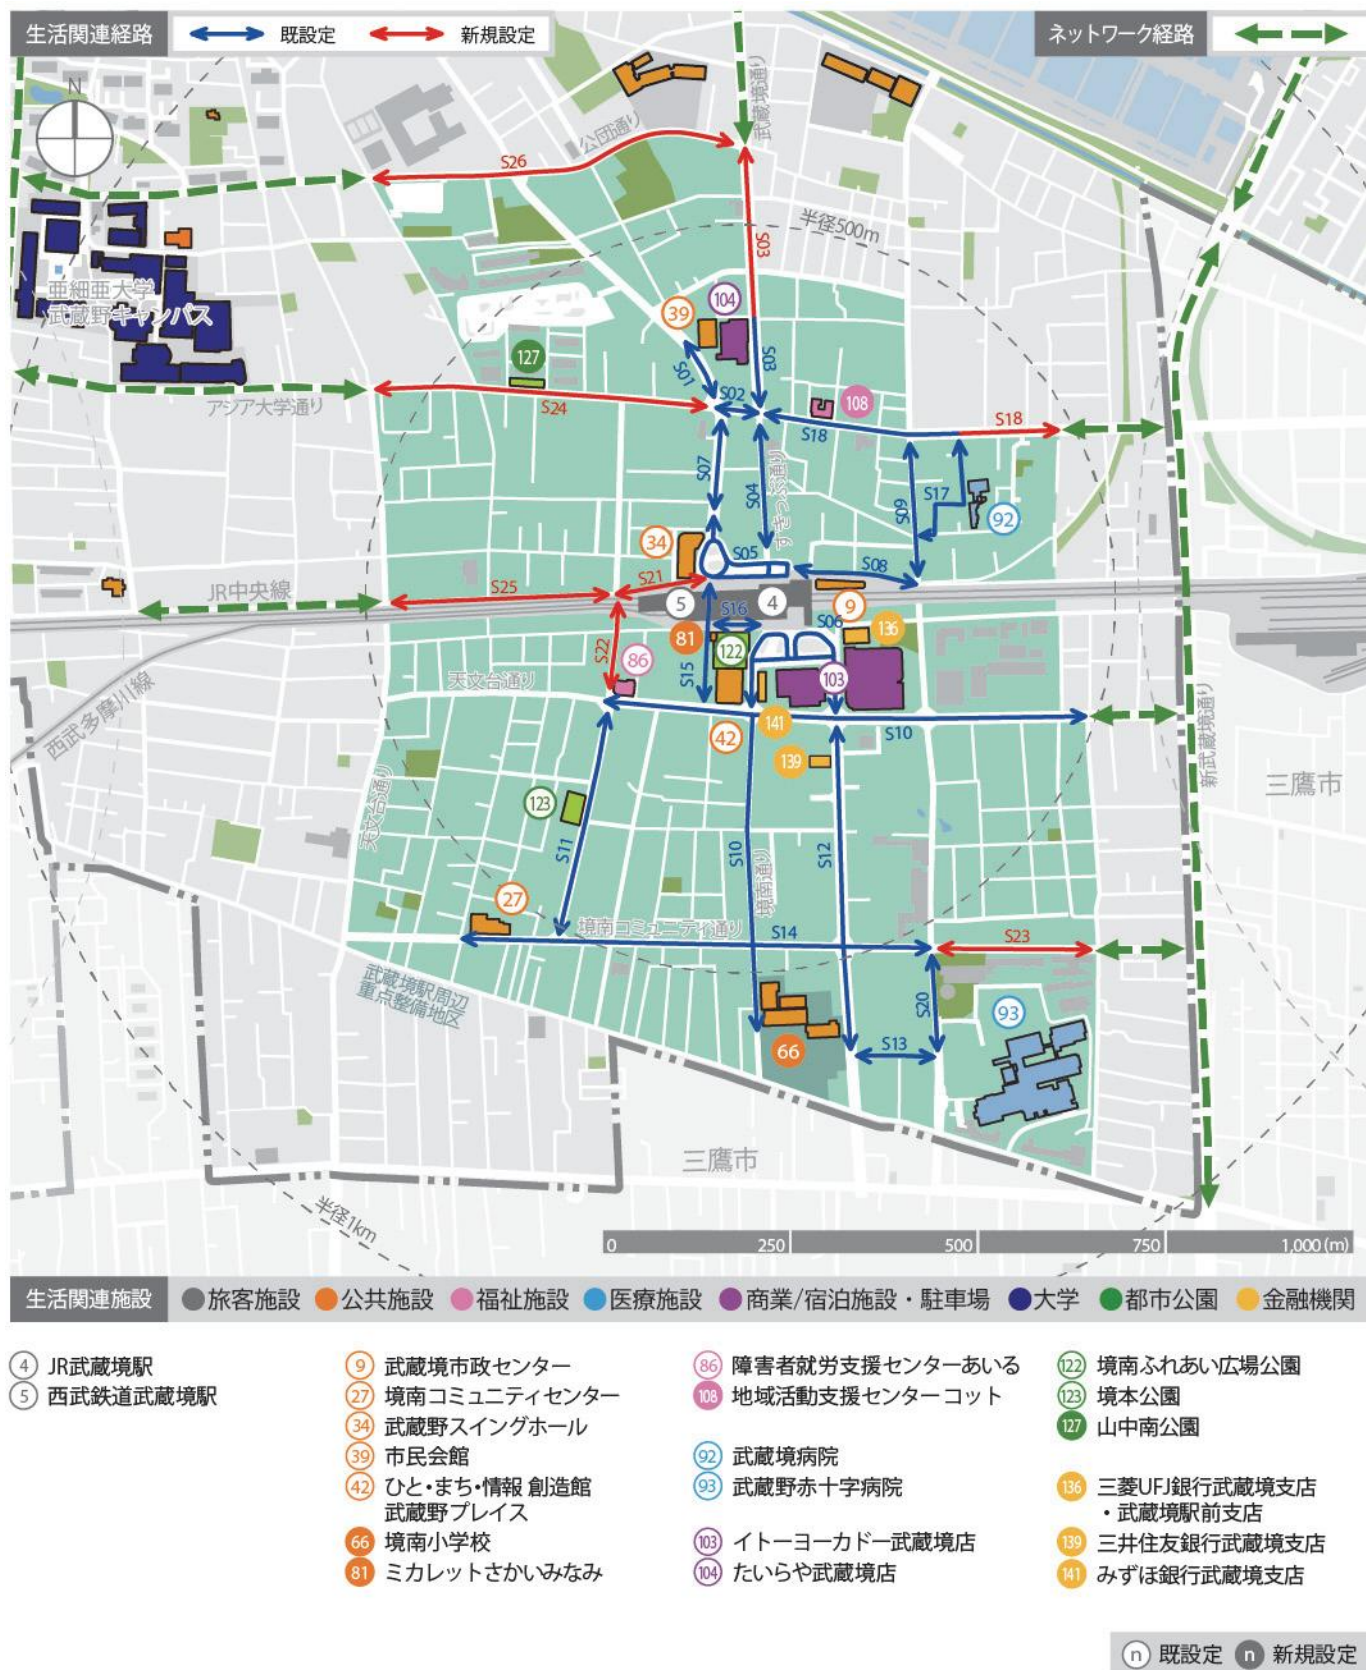 生活関連経路
既設定
新規設定
ネットワーク経路
N
公団通り
武蔵境通り
S26
半径500m
S03
亜細亜大学
武蔵野キャンパス
104
39
127
S01
S03
S02
108
アジア大学通り
S24
S18
S18
S07
S04
すきっぷ通り
S09
S17
92
34
S05
S08
JR中央線
S25
S21
5
S16
4
9
S06
136
81
122
S22
86
S15
103
天文台通り
西武多摩川線
141
42
S10
139
新武蔵境通り
三鷹市
天文台通り
123
S11
S10
S12
境南通り
27
境南コミュニティ通り
S14
S23
武蔵境駅周辺
重点整備地区
S20
93
66
S13
三鷹市
半径1km
0 250 500 750 1,000 (m)
生活関連施設
旅客施設 公共施設 福祉施設 医療施設 商業/宿泊施設・駐車場 大学 都市公園 金融機関
4 JR武蔵境駅
5 西武鉄道武蔵境駅
9 武蔵境市政センター
27 境南コミュニティセンター
34 武蔵野スイングホール
39 市民会館
42 ひと・まち・情報 創造館
武蔵野プレイス
66 境南小学校
81 ミカレットさかいみなみ
86 障害者就労支援センターあいる
108 地域活動支援センター コット
92 武蔵境病院
93 武蔵野赤十字病院
103 イトーヨーカドー武蔵境店
104 たいらや武蔵境店
122 境南ふれあい広場公園
123 境本公園
127 山中南公園
136 三菱UFJ銀行武蔵境支店
・武蔵境駅前支店
139 三井住友銀行武蔵境支店
141 みずほ銀行武蔵境支店
n 既設定 n 新規設定